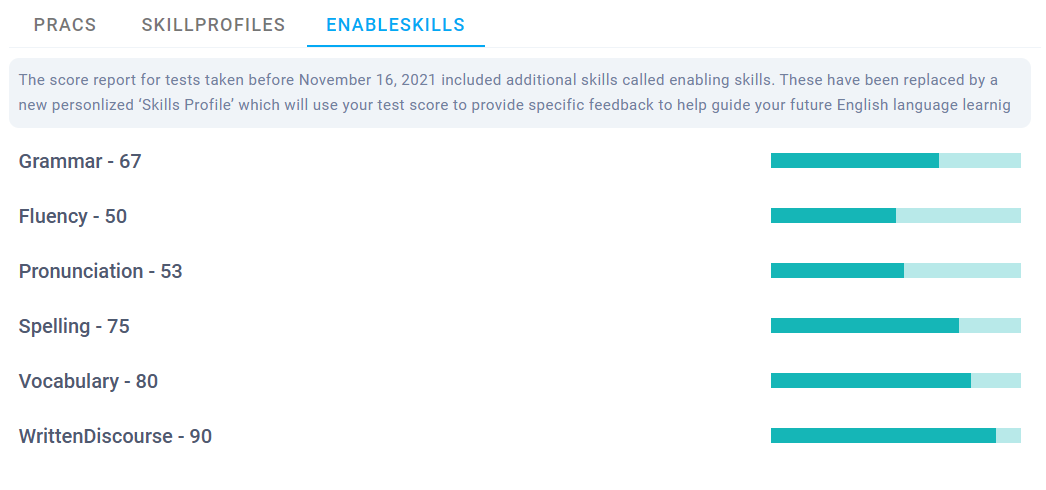 PRACS SKILLPROFILES ENABLESKILLS
The score report for tests taken before November 16, 2021 included additional skills called enabling skills. These have been replaced by a
new personlized ‘Skills Profile’ which will use your test score to provide specific feedback to help guide your future English language learnig
Grammar - 67
Fluency - 50
Pronunciation - 53
Spelling - 75
Vocabulary - 80
WrittenDiscourse - 90